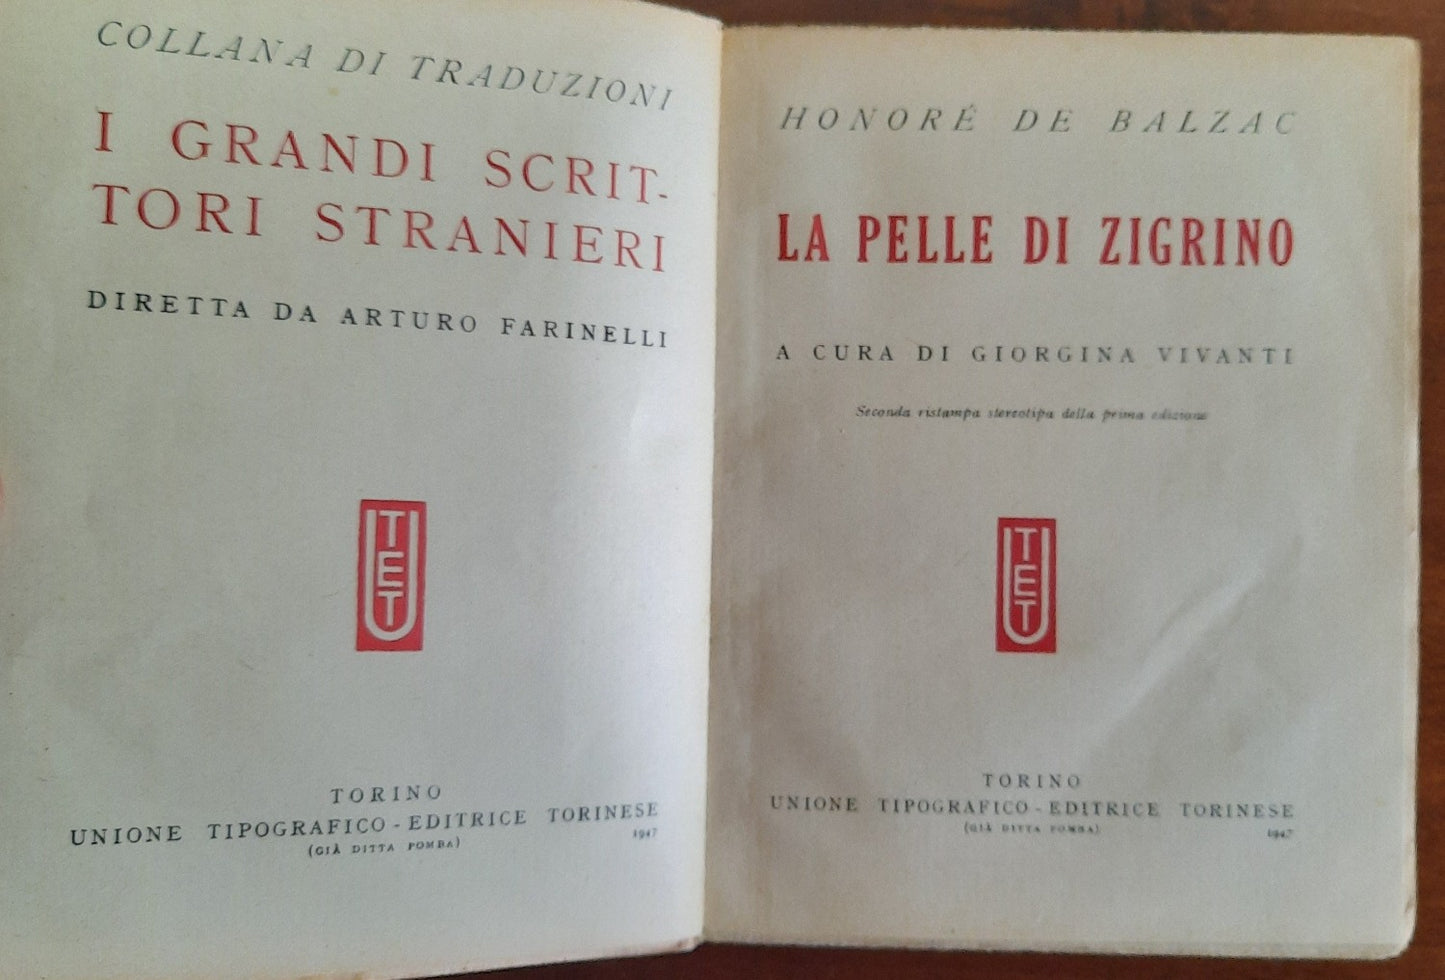 COLLANA DI TRADUZIONI
I GRANDI SCRIT-
TORI STRANIERI
DIRETTA DA ARTURO FARINELLI
UTET
TORINO
UNIONE TIPOGRAFICO-EDITRICE TORINESE
(GIÀ DITTA POMBA)
1947
HONORÉ DE BALZAC
LA PELLE DI ZIGRINO
A CURA DI GIORGINA VIVANTI
Seconda ristampa stereotipa della prima edizione
UTET
TORINO
UNIONE TIPOGRAFICO-EDITRICE TORINESE
(GIÀ DITTA POMBA)
1947